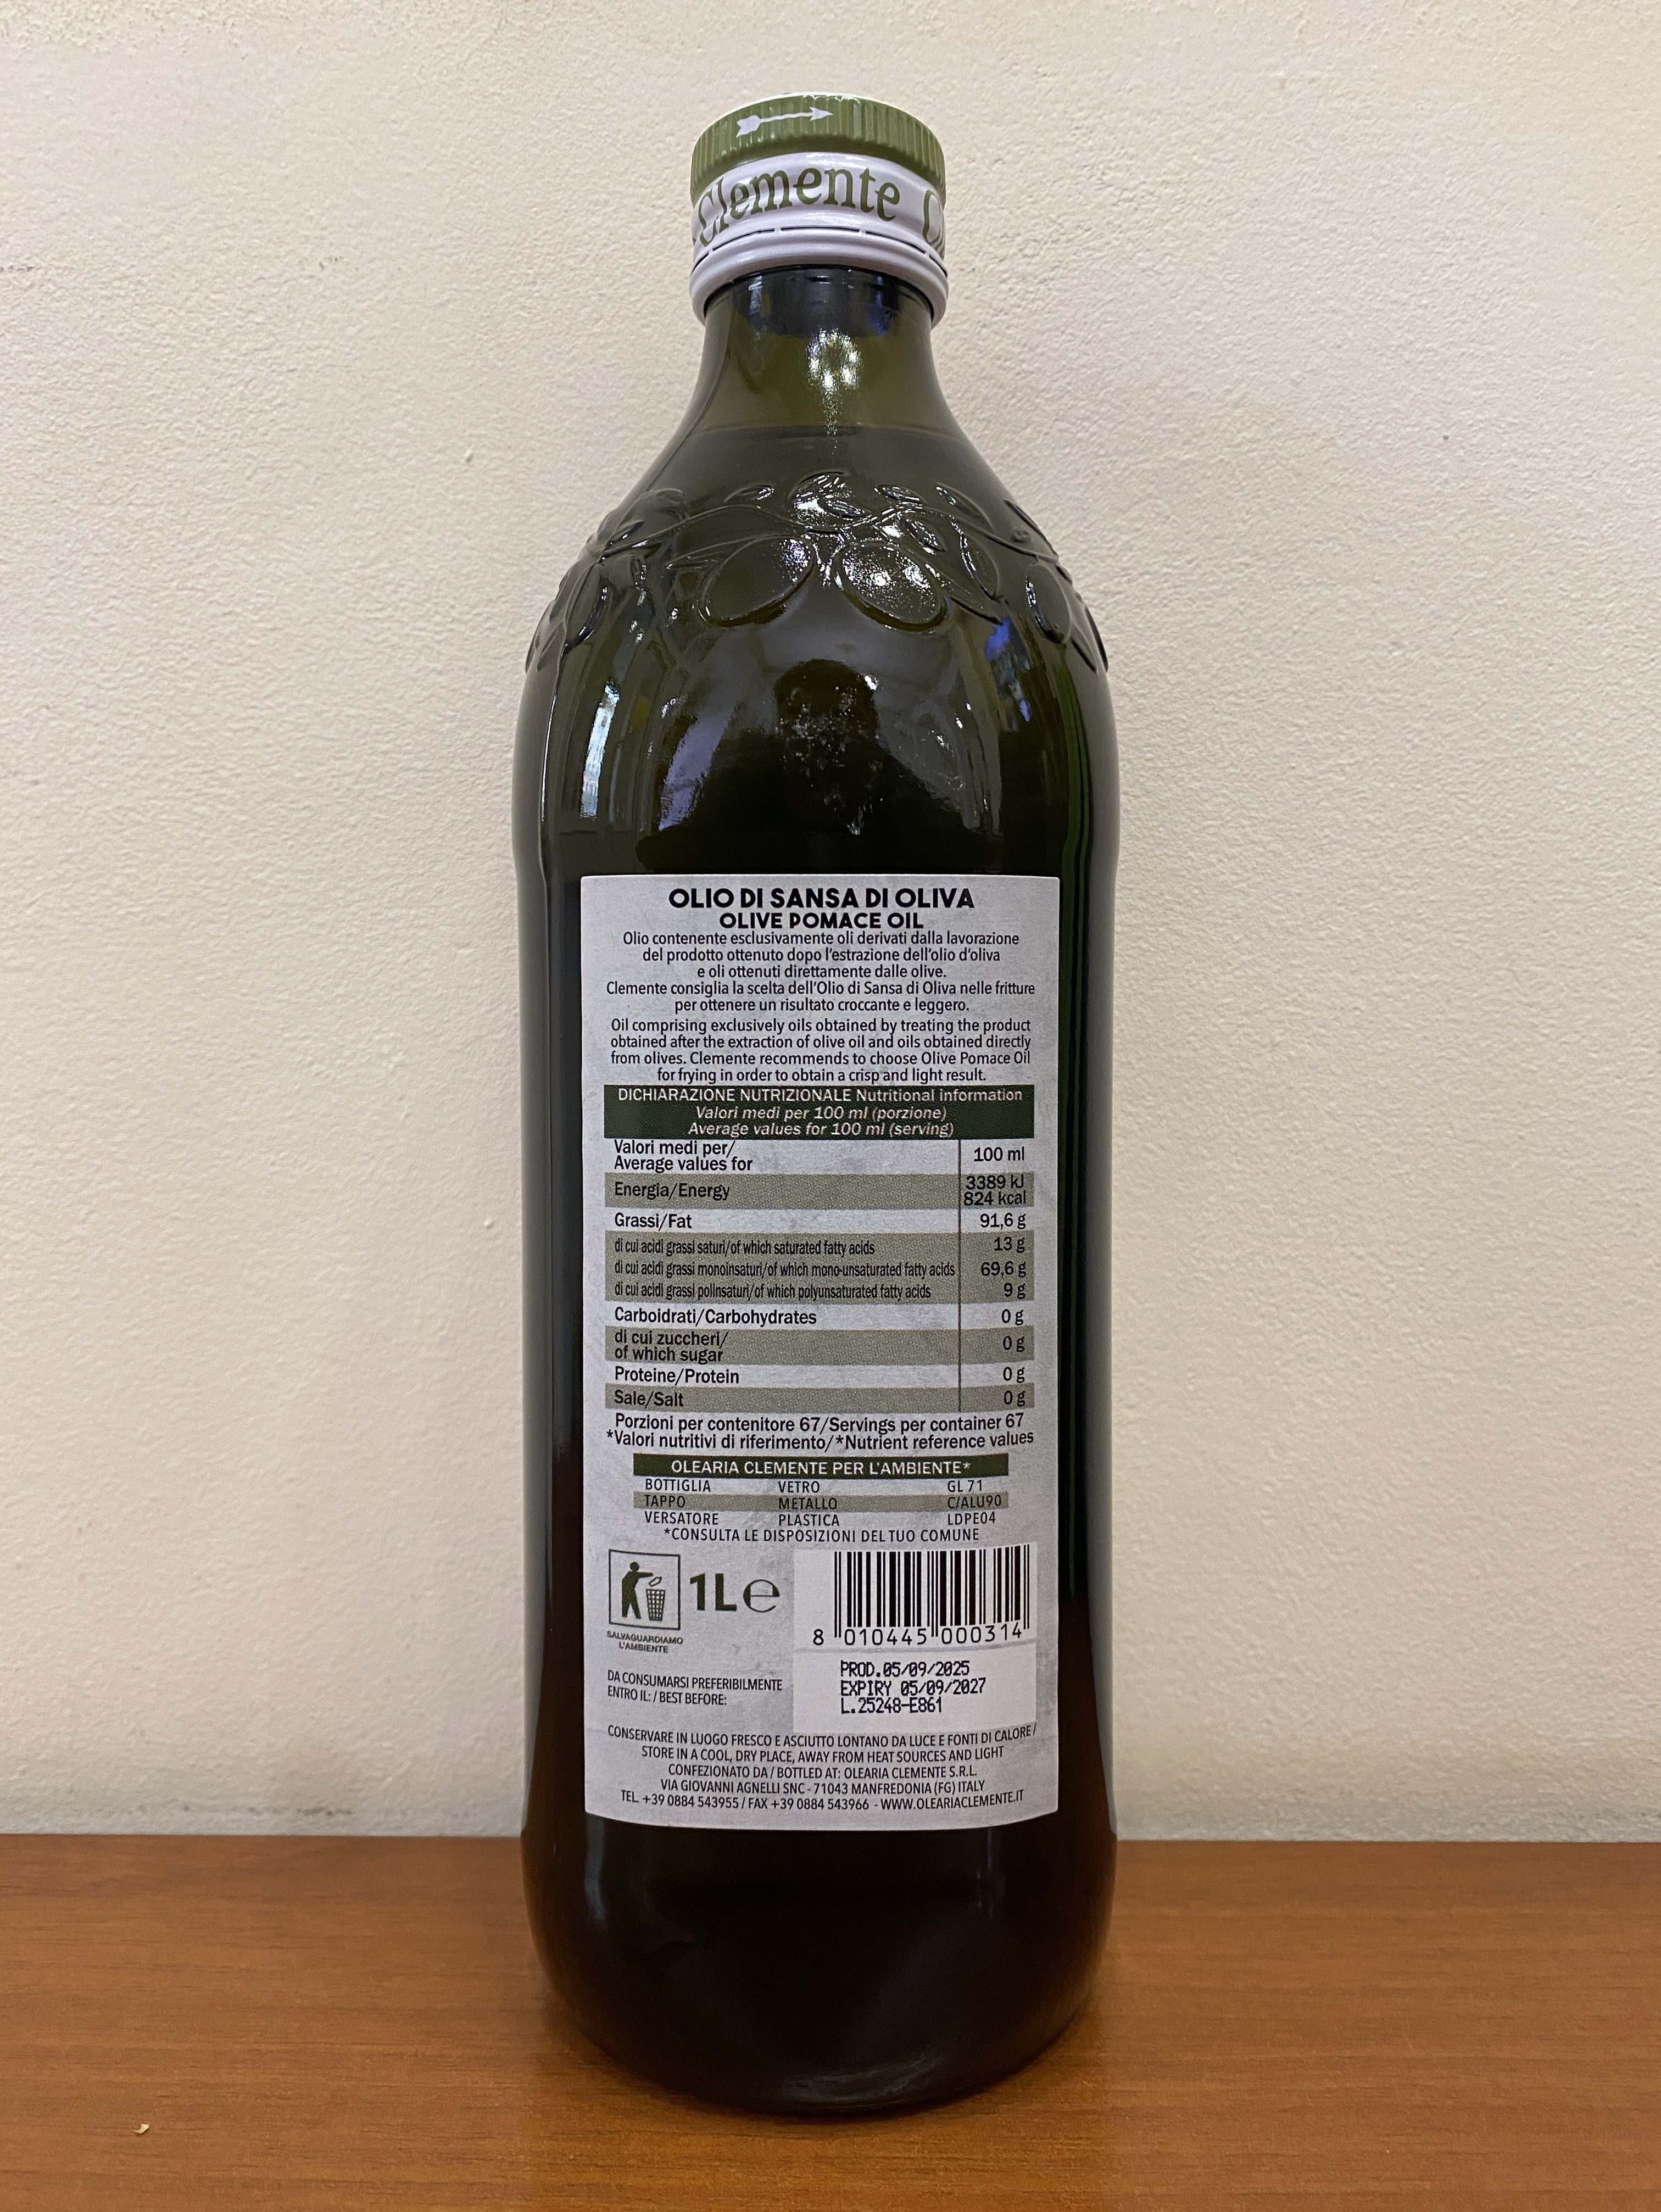 Clemente
OLIO DI SANSA DI OLIVA
OLIVE POMACE OIL
Olio contenente esclusivamente oli derivati dalla lavorazione
del prodotto ottenuto dopo l'estrazione dell'olio d'oliva
e oli ottenuti direttamente dalle olive.
Clemente consiglia la scelta dell'Olio di Sansa di Oliva nelle fritture
per ottenere un risultato croccante e leggero.
Oil comprising exclusively oils obtained by treating the product
obtained after the extraction of olive oil and oils obtained directly
from olives. Clemente recommends to choose Olive Pomace Oil
for frying in order to obtain a crisp and light result.
DICHIARAZIONE NUTRIZIONALE Nutritional information
Valori medi per 100 ml (porzione)
Average values for 100 ml (serving)
Valori medi per/
Average values for 100 ml
Energia/Energy 3389 kJ
824 kcal
Grassi/Fat 91,6 g
di cui acidi grassi saturi/of which saturated fatty acids 13 g
di cui acidi grassi monoinsaturi/of which mono-unsaturated fatty acids 69,6 g
di cui acidi grassi polinsaturi/of which polyunsaturated fatty acids 9 g
Carboidrati/Carbohydrates 0 g
di cui zuccheri/
of which sugar 0 g
Proteine/Protein 0 g
Sale/Salt 0 g
Porzioni per contenitore 67/Servings per container 67
*Valori nutritivi di riferimento/*Nutrient reference values
OLEARIA CLEMENTE PER L'AMBIENTE*
BOTTIGLIA VETRO GL 71
TAPPO METALLO C/ALU90
VERSATORE PLASTICA LDPE04
*CONSULTA LE DISPOSIZIONI DEL TUO COMUNE
1L e
SALVAGUARDIAMO
L'AMBIENTE
8 010445 000314
DA CONSUMARSI PREFERIBILMENTE
ENTRO IL: / BEST BEFORE:
PROD.05/09/2025
EXPIRY 05/09/2027
L.25248-E861
CONSERVARE IN LUOGO FRESCO E ASCIUTTO LONTANO DA LUCE E FONTI DI CALORE /
STORE IN A COOL, DRY PLACE, AWAY FROM HEAT SOURCES AND LIGHT
CONFEZIONATO DA / BOTTLED AT: OLEARIA CLEMENTE S.R.L.
VIA GIOVANNI AGNELLI SNC - 71043 MANFREDONIA (FG) ITALY
TEL. +39 0884 543955 / FAX +39 0884 543966 - WWW.OLEARIACLEMENTE.IT